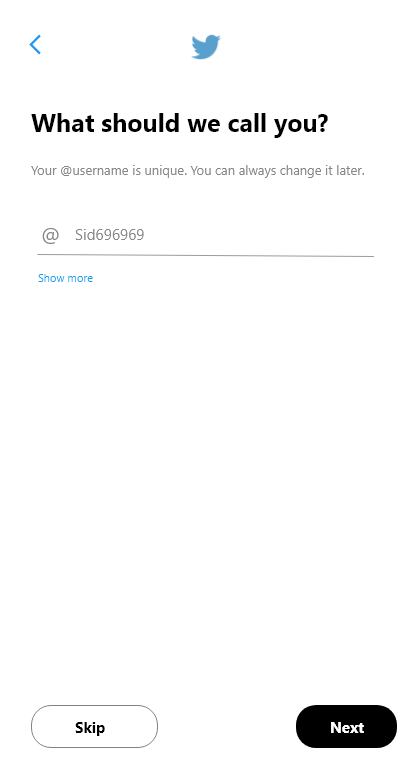 What should we call you?
Your @username is unique. You can always change it later.
@ Sid696969
Show more
Skip Next